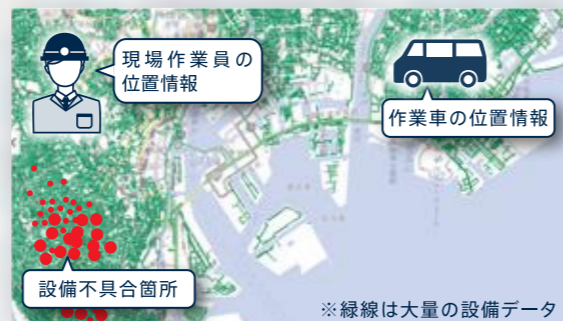 現場作業員の
位置情報
作業車の位置情報
設備不具合箇所
※緑線は大量の設備データ